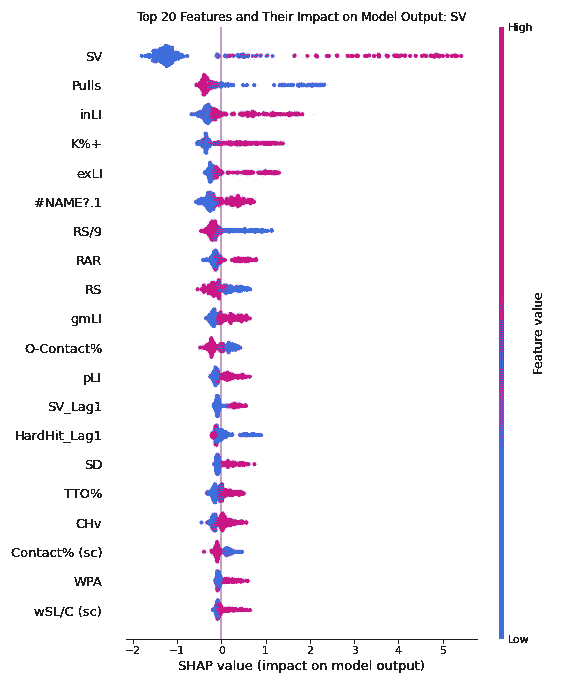 Top 20 Features and Their Impact on Model Output: SV
High
SV
Pulls
inLI
K%+
exLI
#NAME?.1
RS/9
RAR
RS
gmLI
O-Contact%
pLI
SV_Lag1
HardHit_Lag1
SD
TTO%
CHv
Contact% (sc)
WPA
wSL/C (sc)
Feature value
Low
−2 −1 0 1 2 3 4 5
SHAP value (impact on model output)